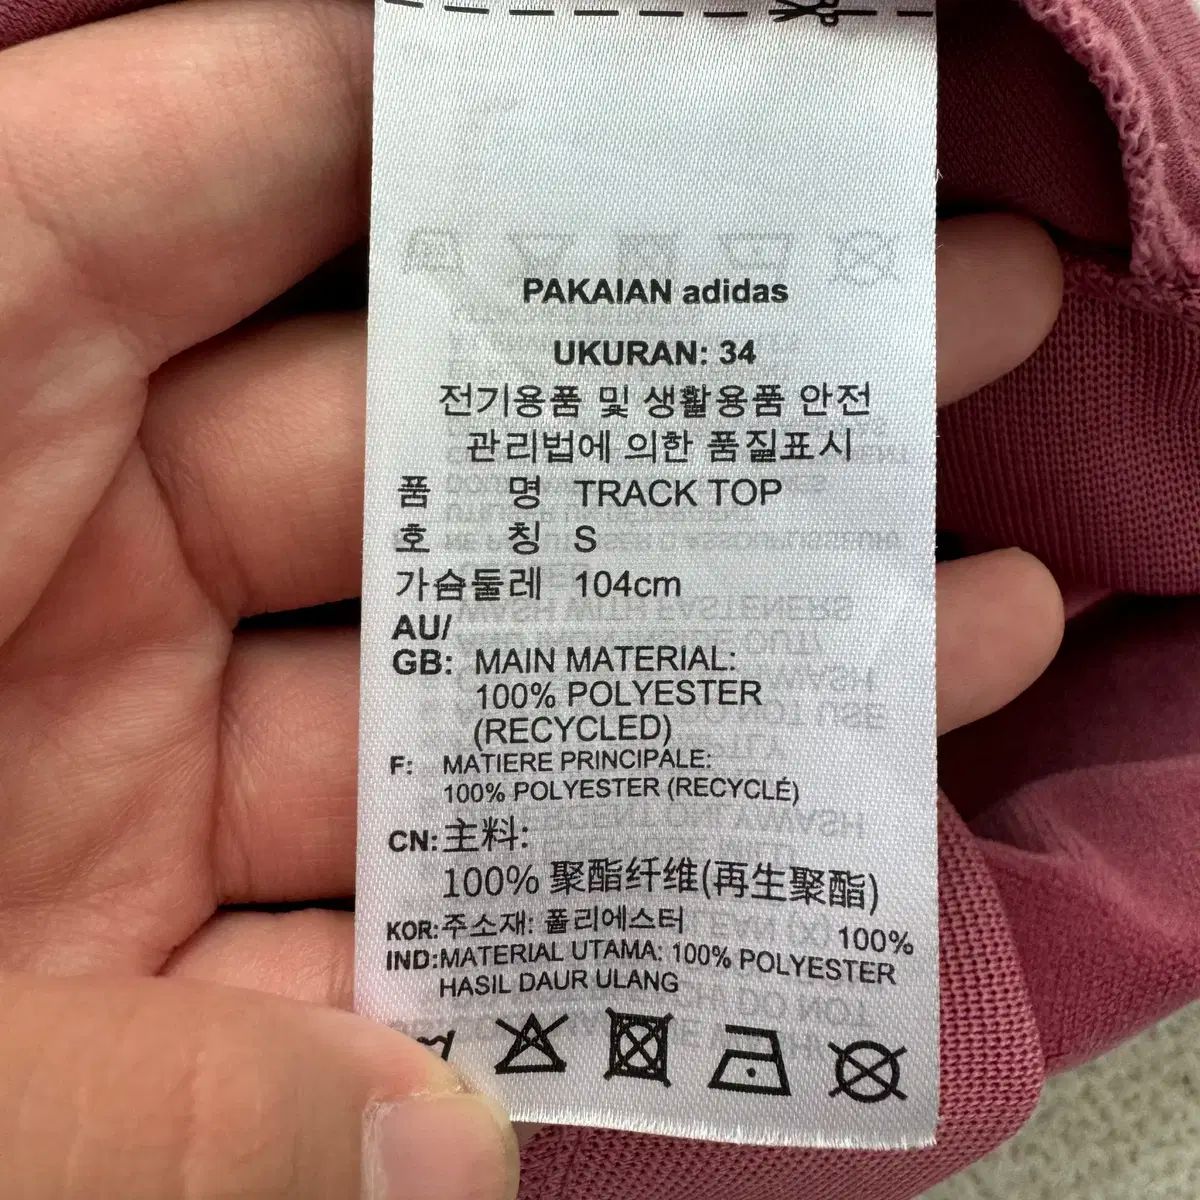 PAKAIAN adidas
UKURAN: 34
전기용품 및 생활용품 안전
관리법에 의한 품질표시
품 명 TRACK TOP
호 칭 S
가슴둘레 104cm
AU/
GB: MAIN MATERIAL:
100% POLYESTER
(RECYCLED)
F: MATIERE PRINCIPALE:
100% POLYESTER (RECYCLÉ)
CN: 主料:
100% 聚酯纤维(再生聚酯)
KOR: 주소재: 폴리에스터 100%
IND: MATERIAL UTAMA: 100% POLYESTER
HASIL DAUR ULANG